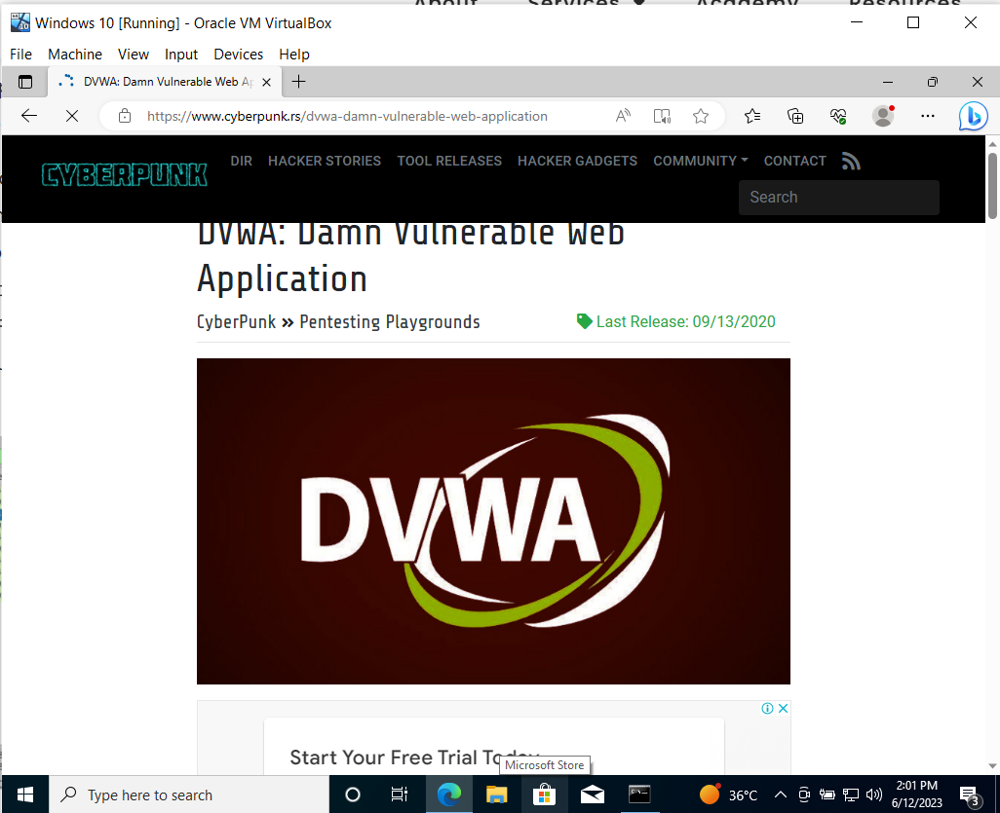 About Services Academy Resources
Windows 10 [Running] - Oracle VM VirtualBox
File Machine View Input Devices Help
DVWA: Damn Vulnerable Web Ap
https://www.cyberpunk.rs/dvwa-damn-vulnerable-web-application
CYBERPUNK
DIR HACKER STORIES TOOL RELEASES HACKER GADGETS COMMUNITY CONTACT
Search
DVWA: Damn Vulnerable Web
Application
CyberPunk » Pentesting Playgrounds Last Release: 09/13/2020
DVWA
Start Your Free Trial Today
Microsoft Store
Type here to search
36°C
2:01 PM
6/12/2023
3